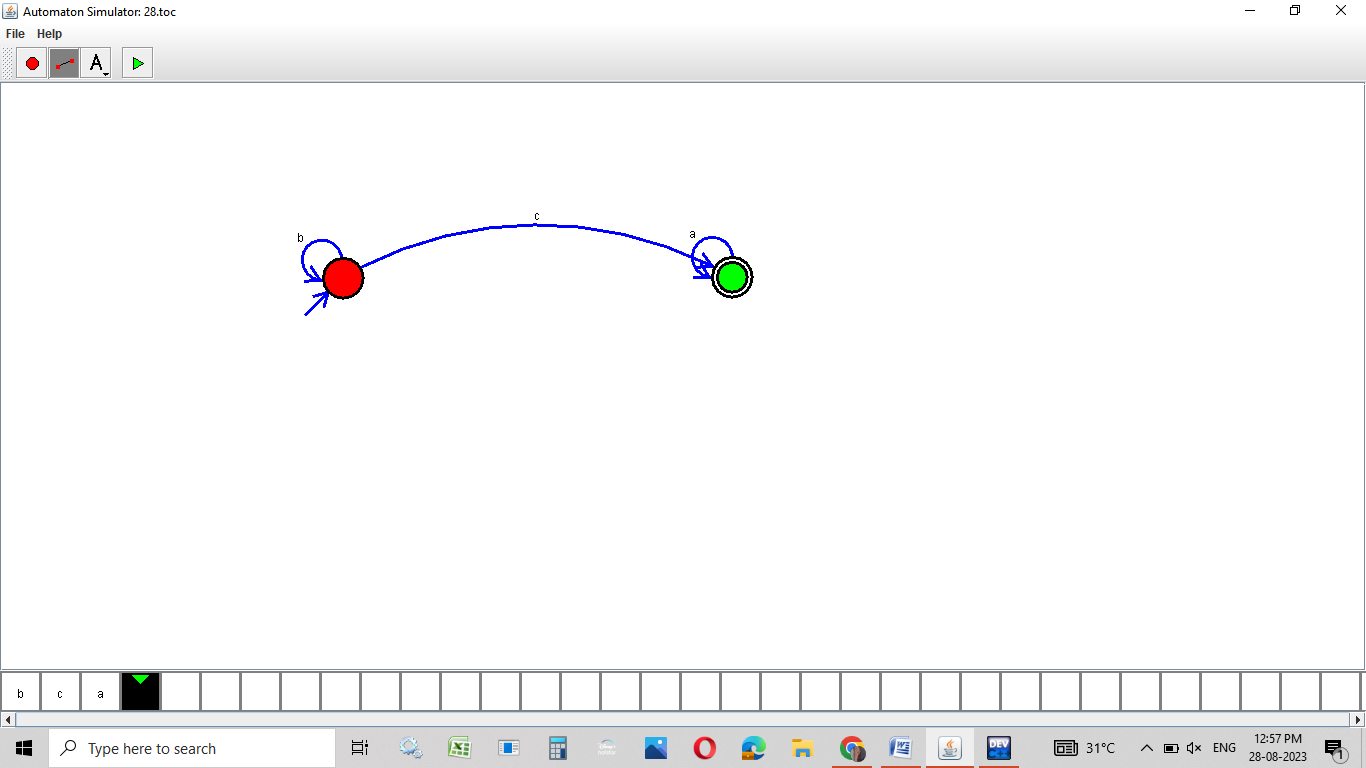 Automaton Simulator: 28.toc
File Help
A
c
b
a
b c a
Type here to search
DEV
31°C
ENG
12:57 PM
28-08-2023
1